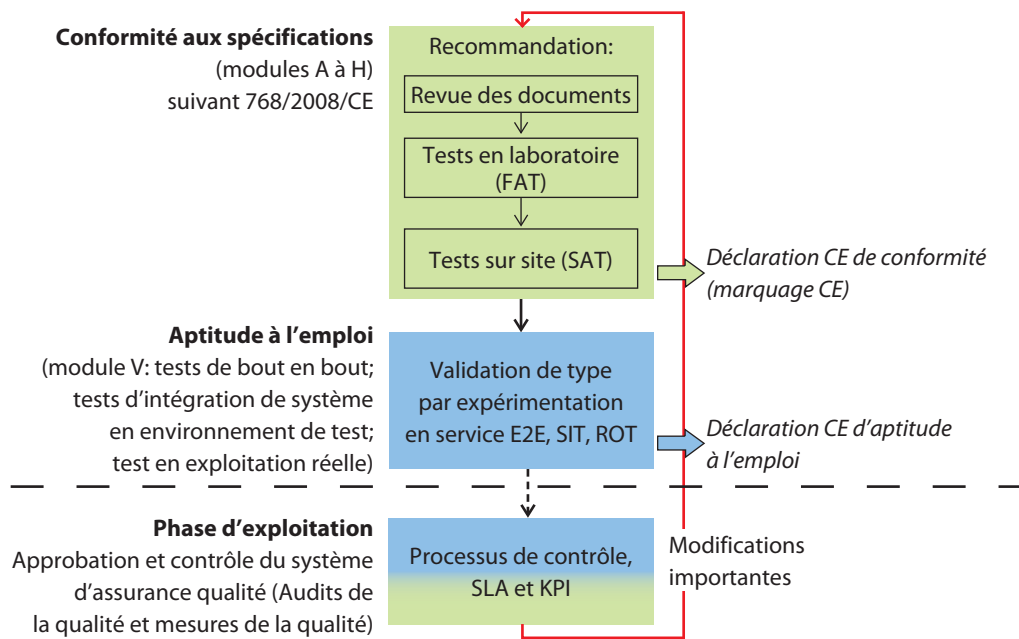 Conformité aux spécifications
(modules A à H)
suivant 768/2008/CE
Recommandation:
Revue des documents
Tests en laboratoire
(FAT)
Tests sur site (SAT)
Déclaration CE de conformité
(marquage CE)
Aptitude à l’emploi
(module V: tests de bout en bout;
tests d’intégration de système
en environnement de test;
test en exploitation réelle)
Validation de type
par expérimentation
en service E2E, SIT, ROT
Déclaration CE d’aptitude
à l’emploi
Phase d’exploitation
Approbation et contrôle du système
d’assurance qualité (Audits de
la qualité et mesures de la qualité)
Processus de contrôle,
SLA et KPI
Modifications
importantes